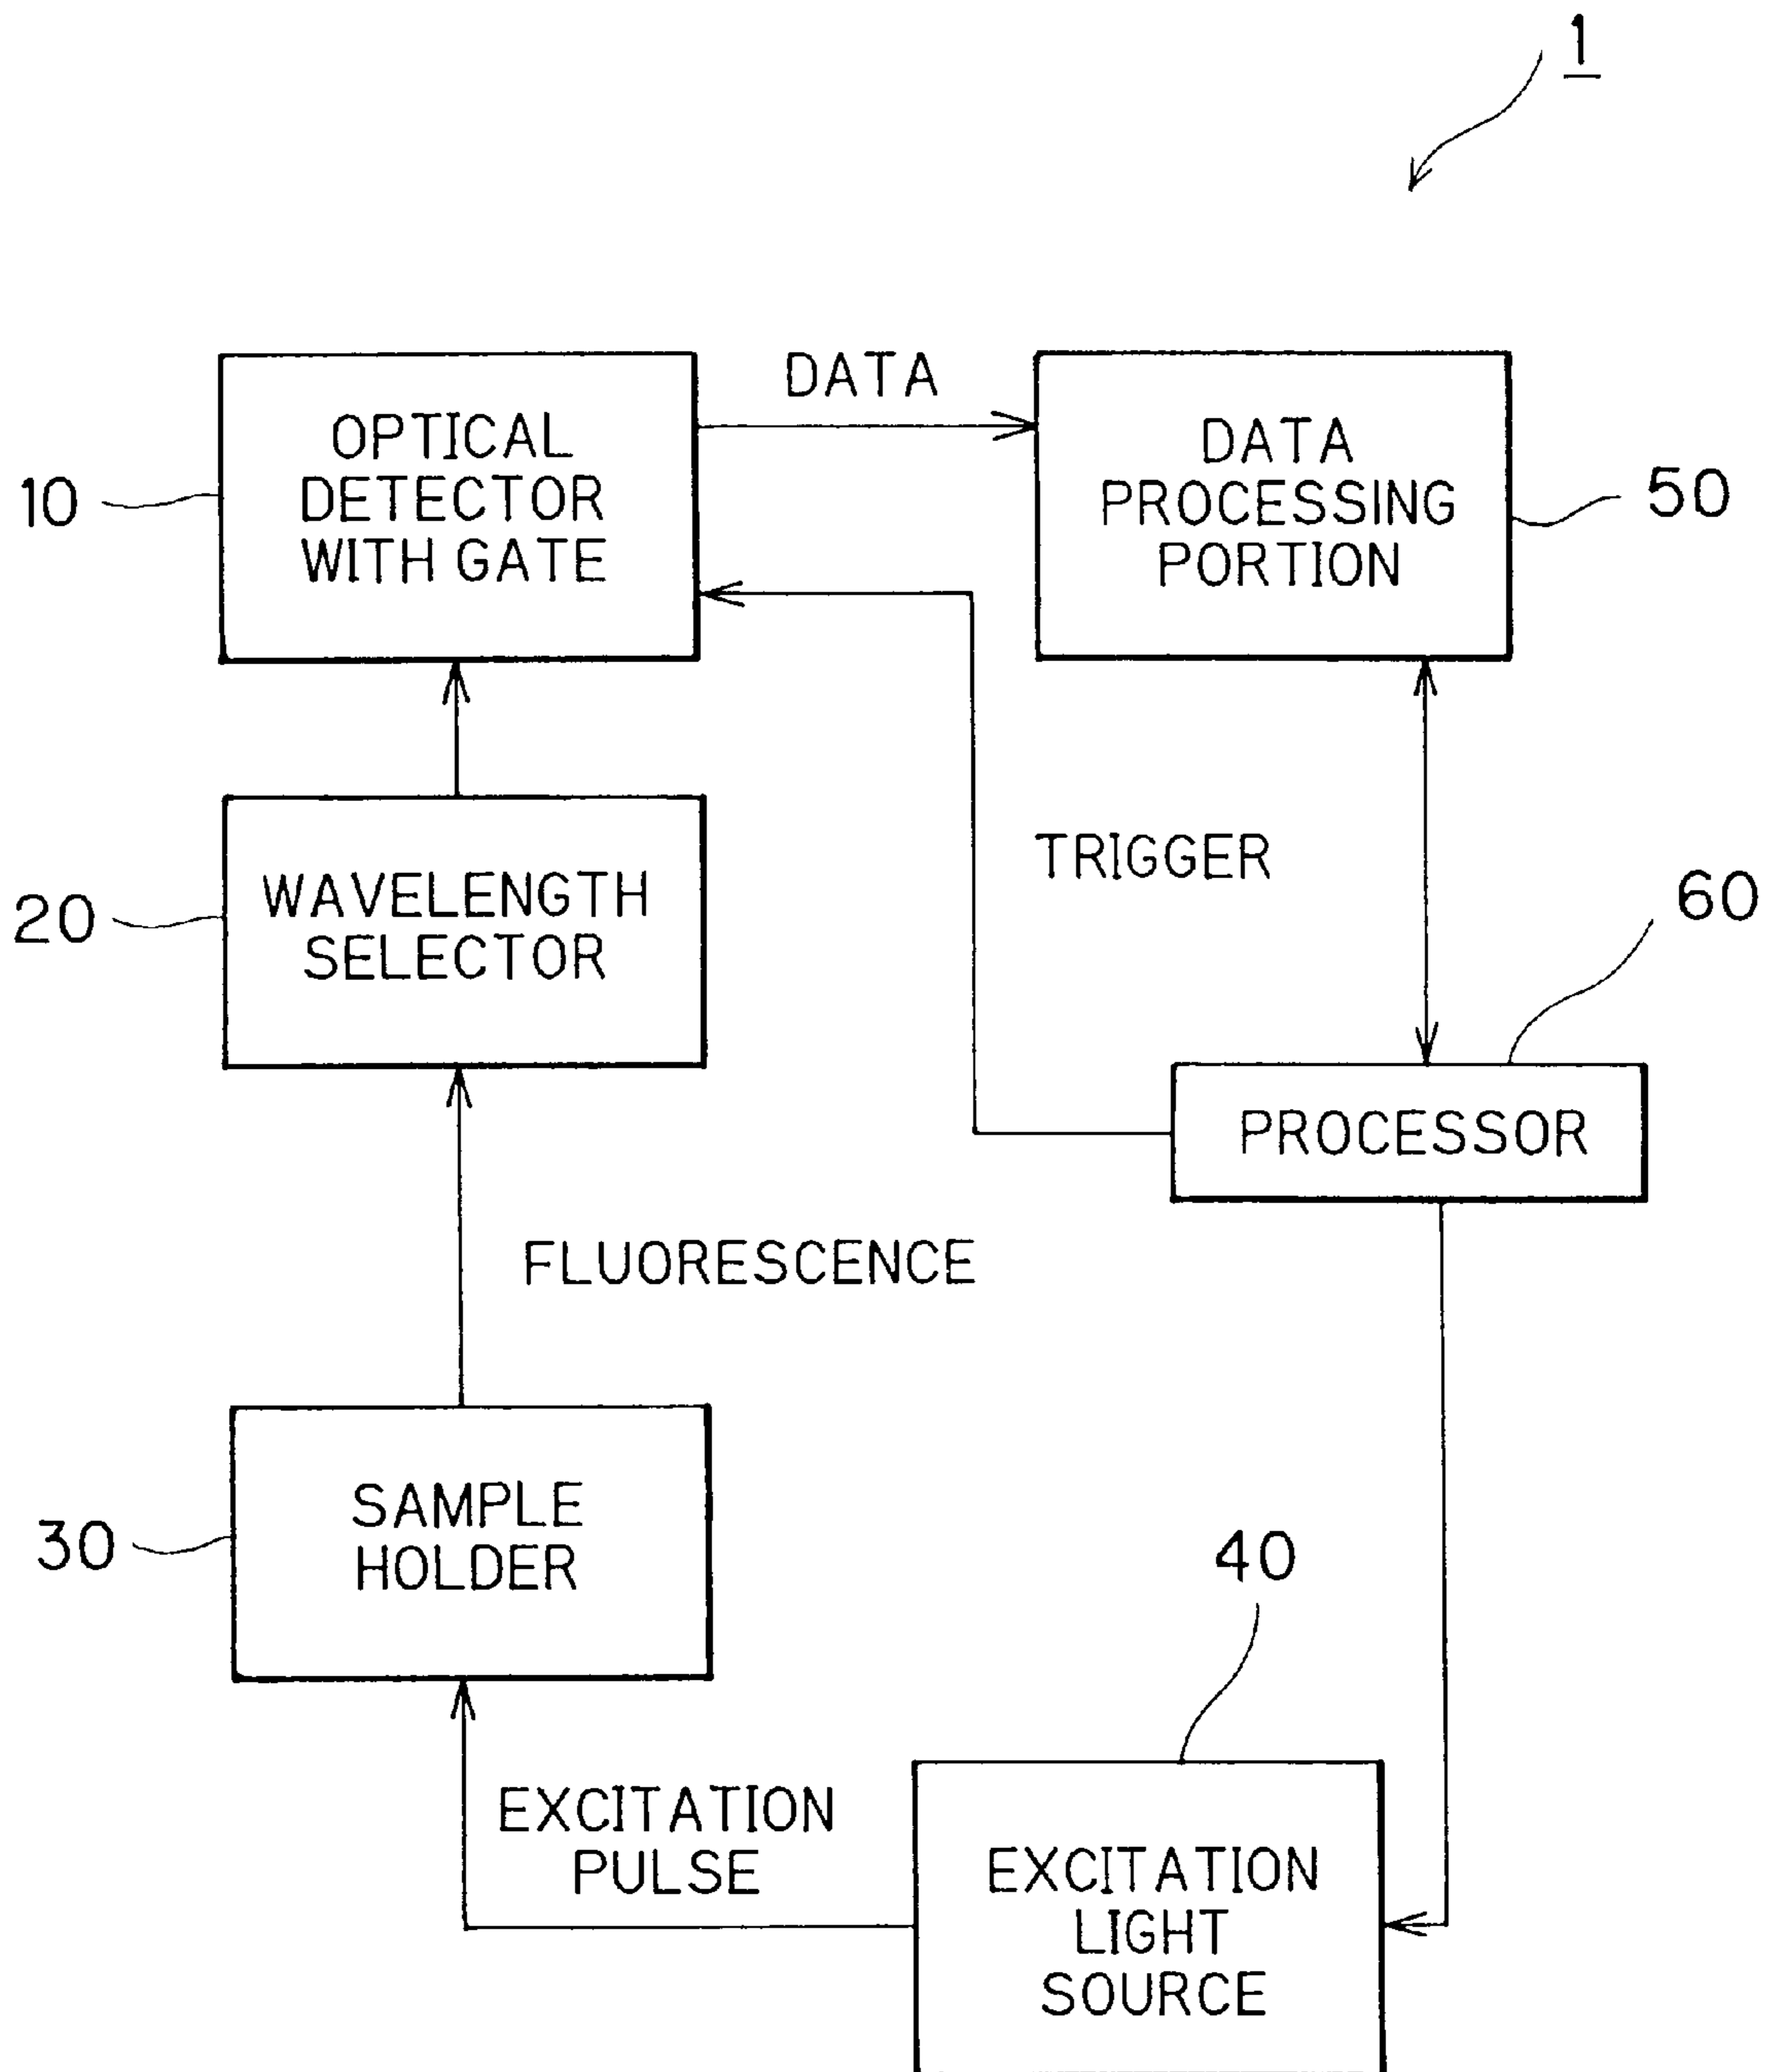 1
DATA
OPTICAL
DETECTOR
WITH GATE
10
DATA
PROCESSING
PORTION
50
TRIGGER
60
WAVELENGTH
SELECTOR
20
PROCESSOR
FLUORESCENCE
SAMPLE
HOLDER
30
40
EXCITATION
PULSE
EXCITATION
LIGHT
SOURCE